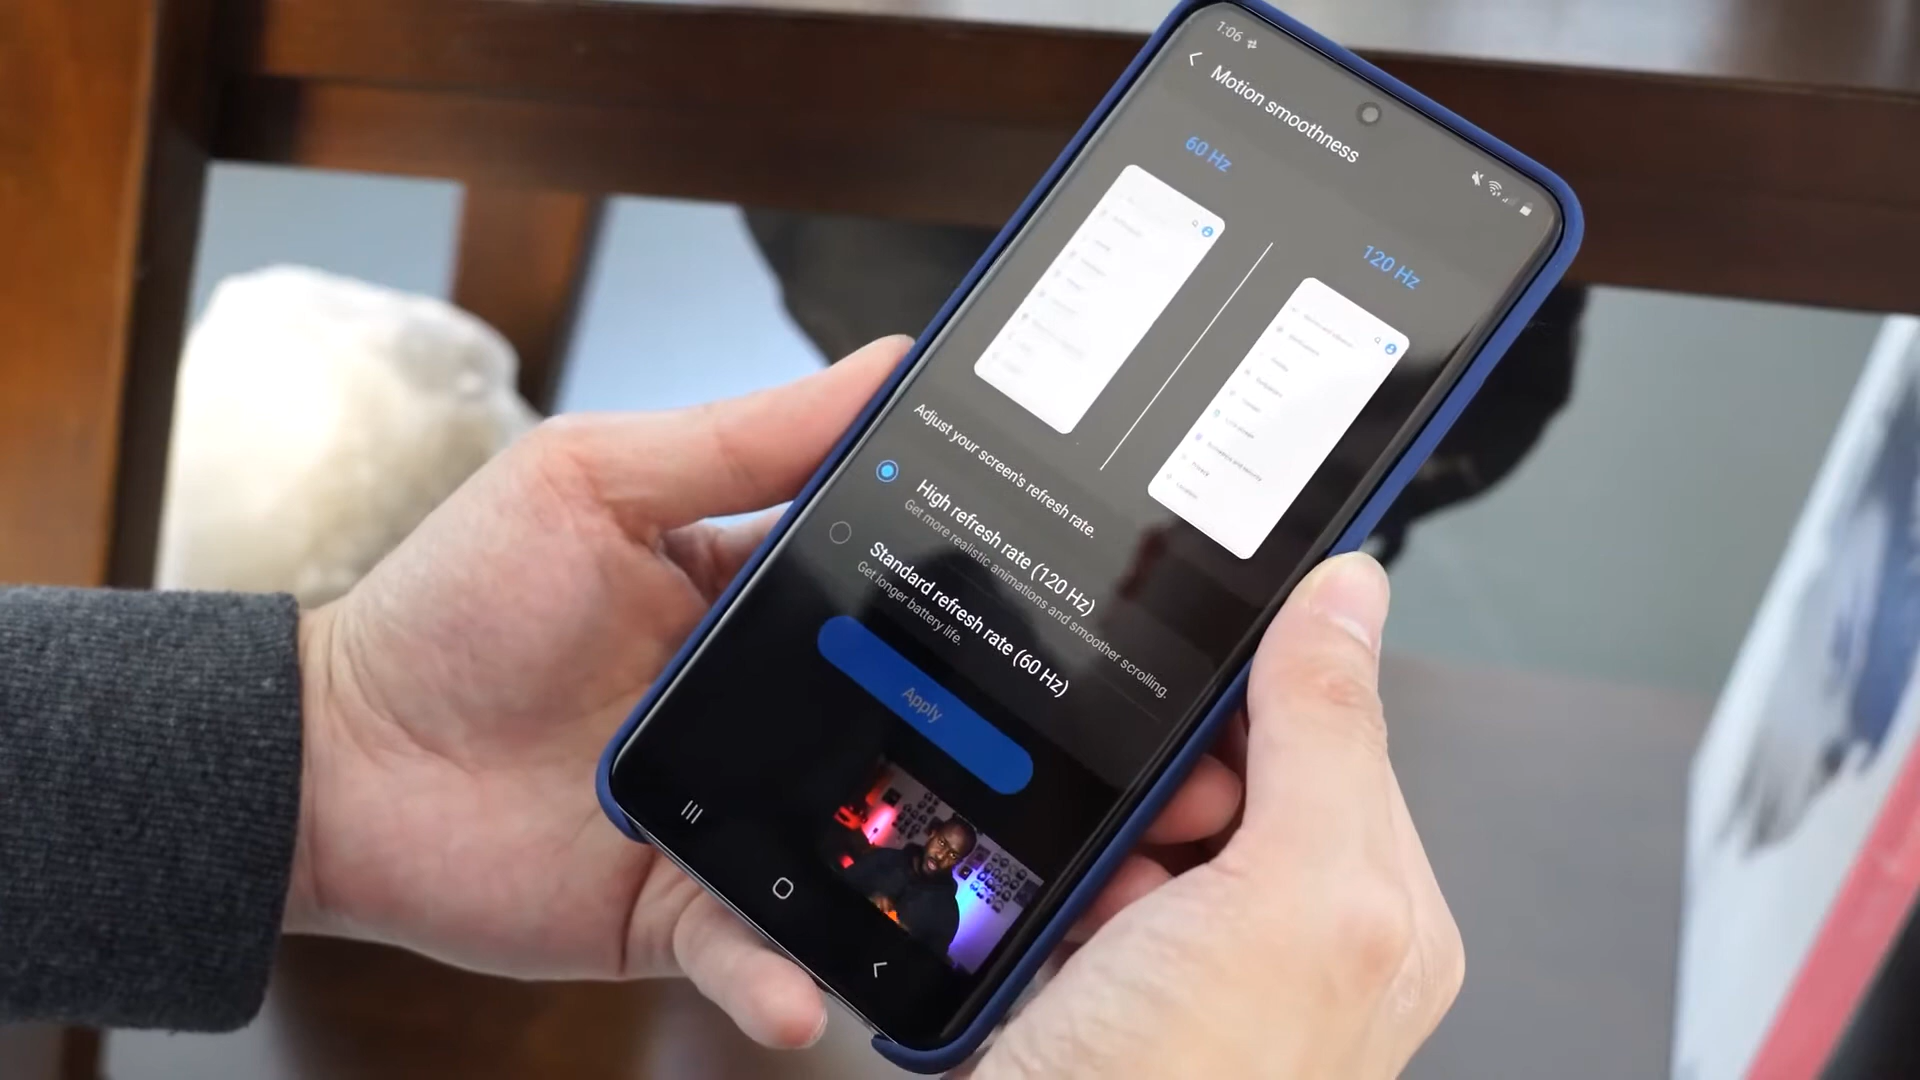 1:06
Motion smoothness
60 Hz
120 Hz
Adjust your screen's refresh rate.
High refresh rate (120 Hz)
Get more realistic animations and smoother scrolling.
Standard refresh rate (60 Hz)
Get longer battery life.
Apply